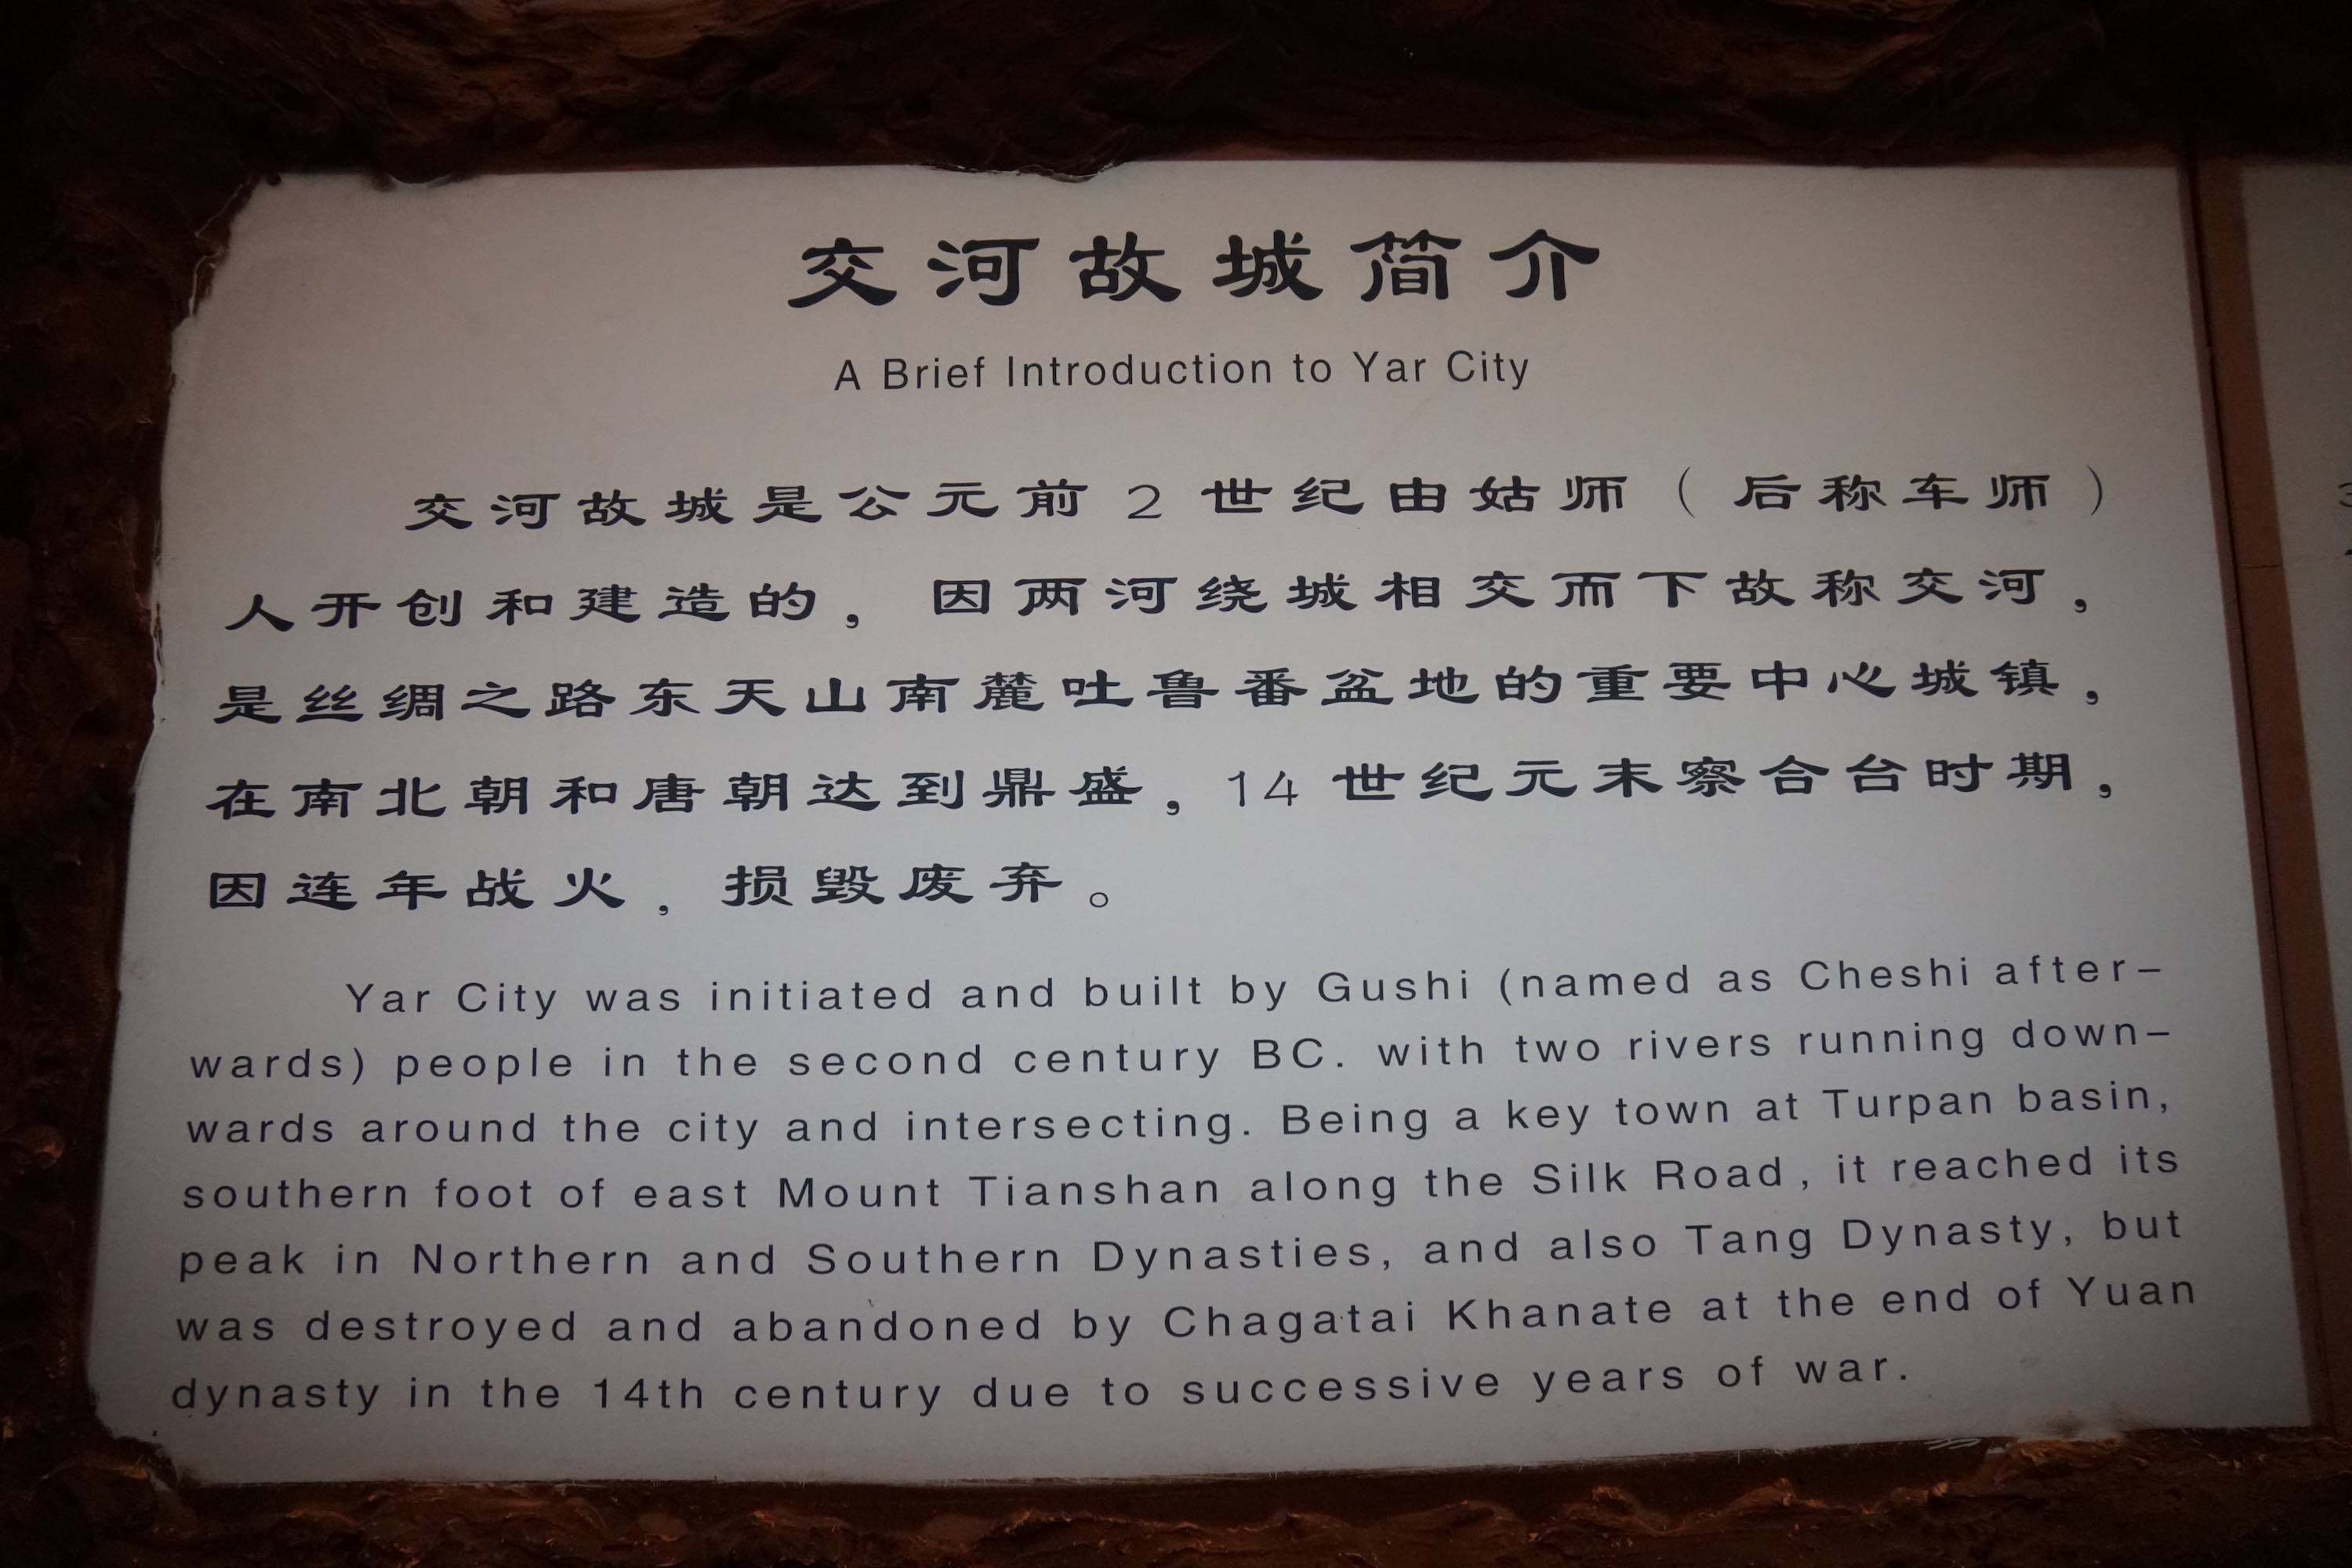 交河故城简介
A Brief Introduction to Yar City
交河故城是公元前2世纪由姑师（后称车师）
人开创和建造的，因两河绕城相交而下故称交河，
是丝绸之路东天山南麓吐鲁番盆地的重要中心城镇，
在南北朝和唐朝达到鼎盛，14世纪元末察合台时期，
因连年战火，损毁废弃。
Yar City was initiated and built by Gushi (named as Cheshi after-
wards) people in the second century BC. with two rivers running down-
wards around the city and intersecting. Being a key town at Turpan basin,
southern foot of east Mount Tianshan along the Silk Road, it reached its
peak in Northern and Southern Dynasties, and also Tang Dynasty, but
was destroyed and abandoned by Chagatai Khanate at the end of Yuan
dynasty in the 14th century due to successive years of war.